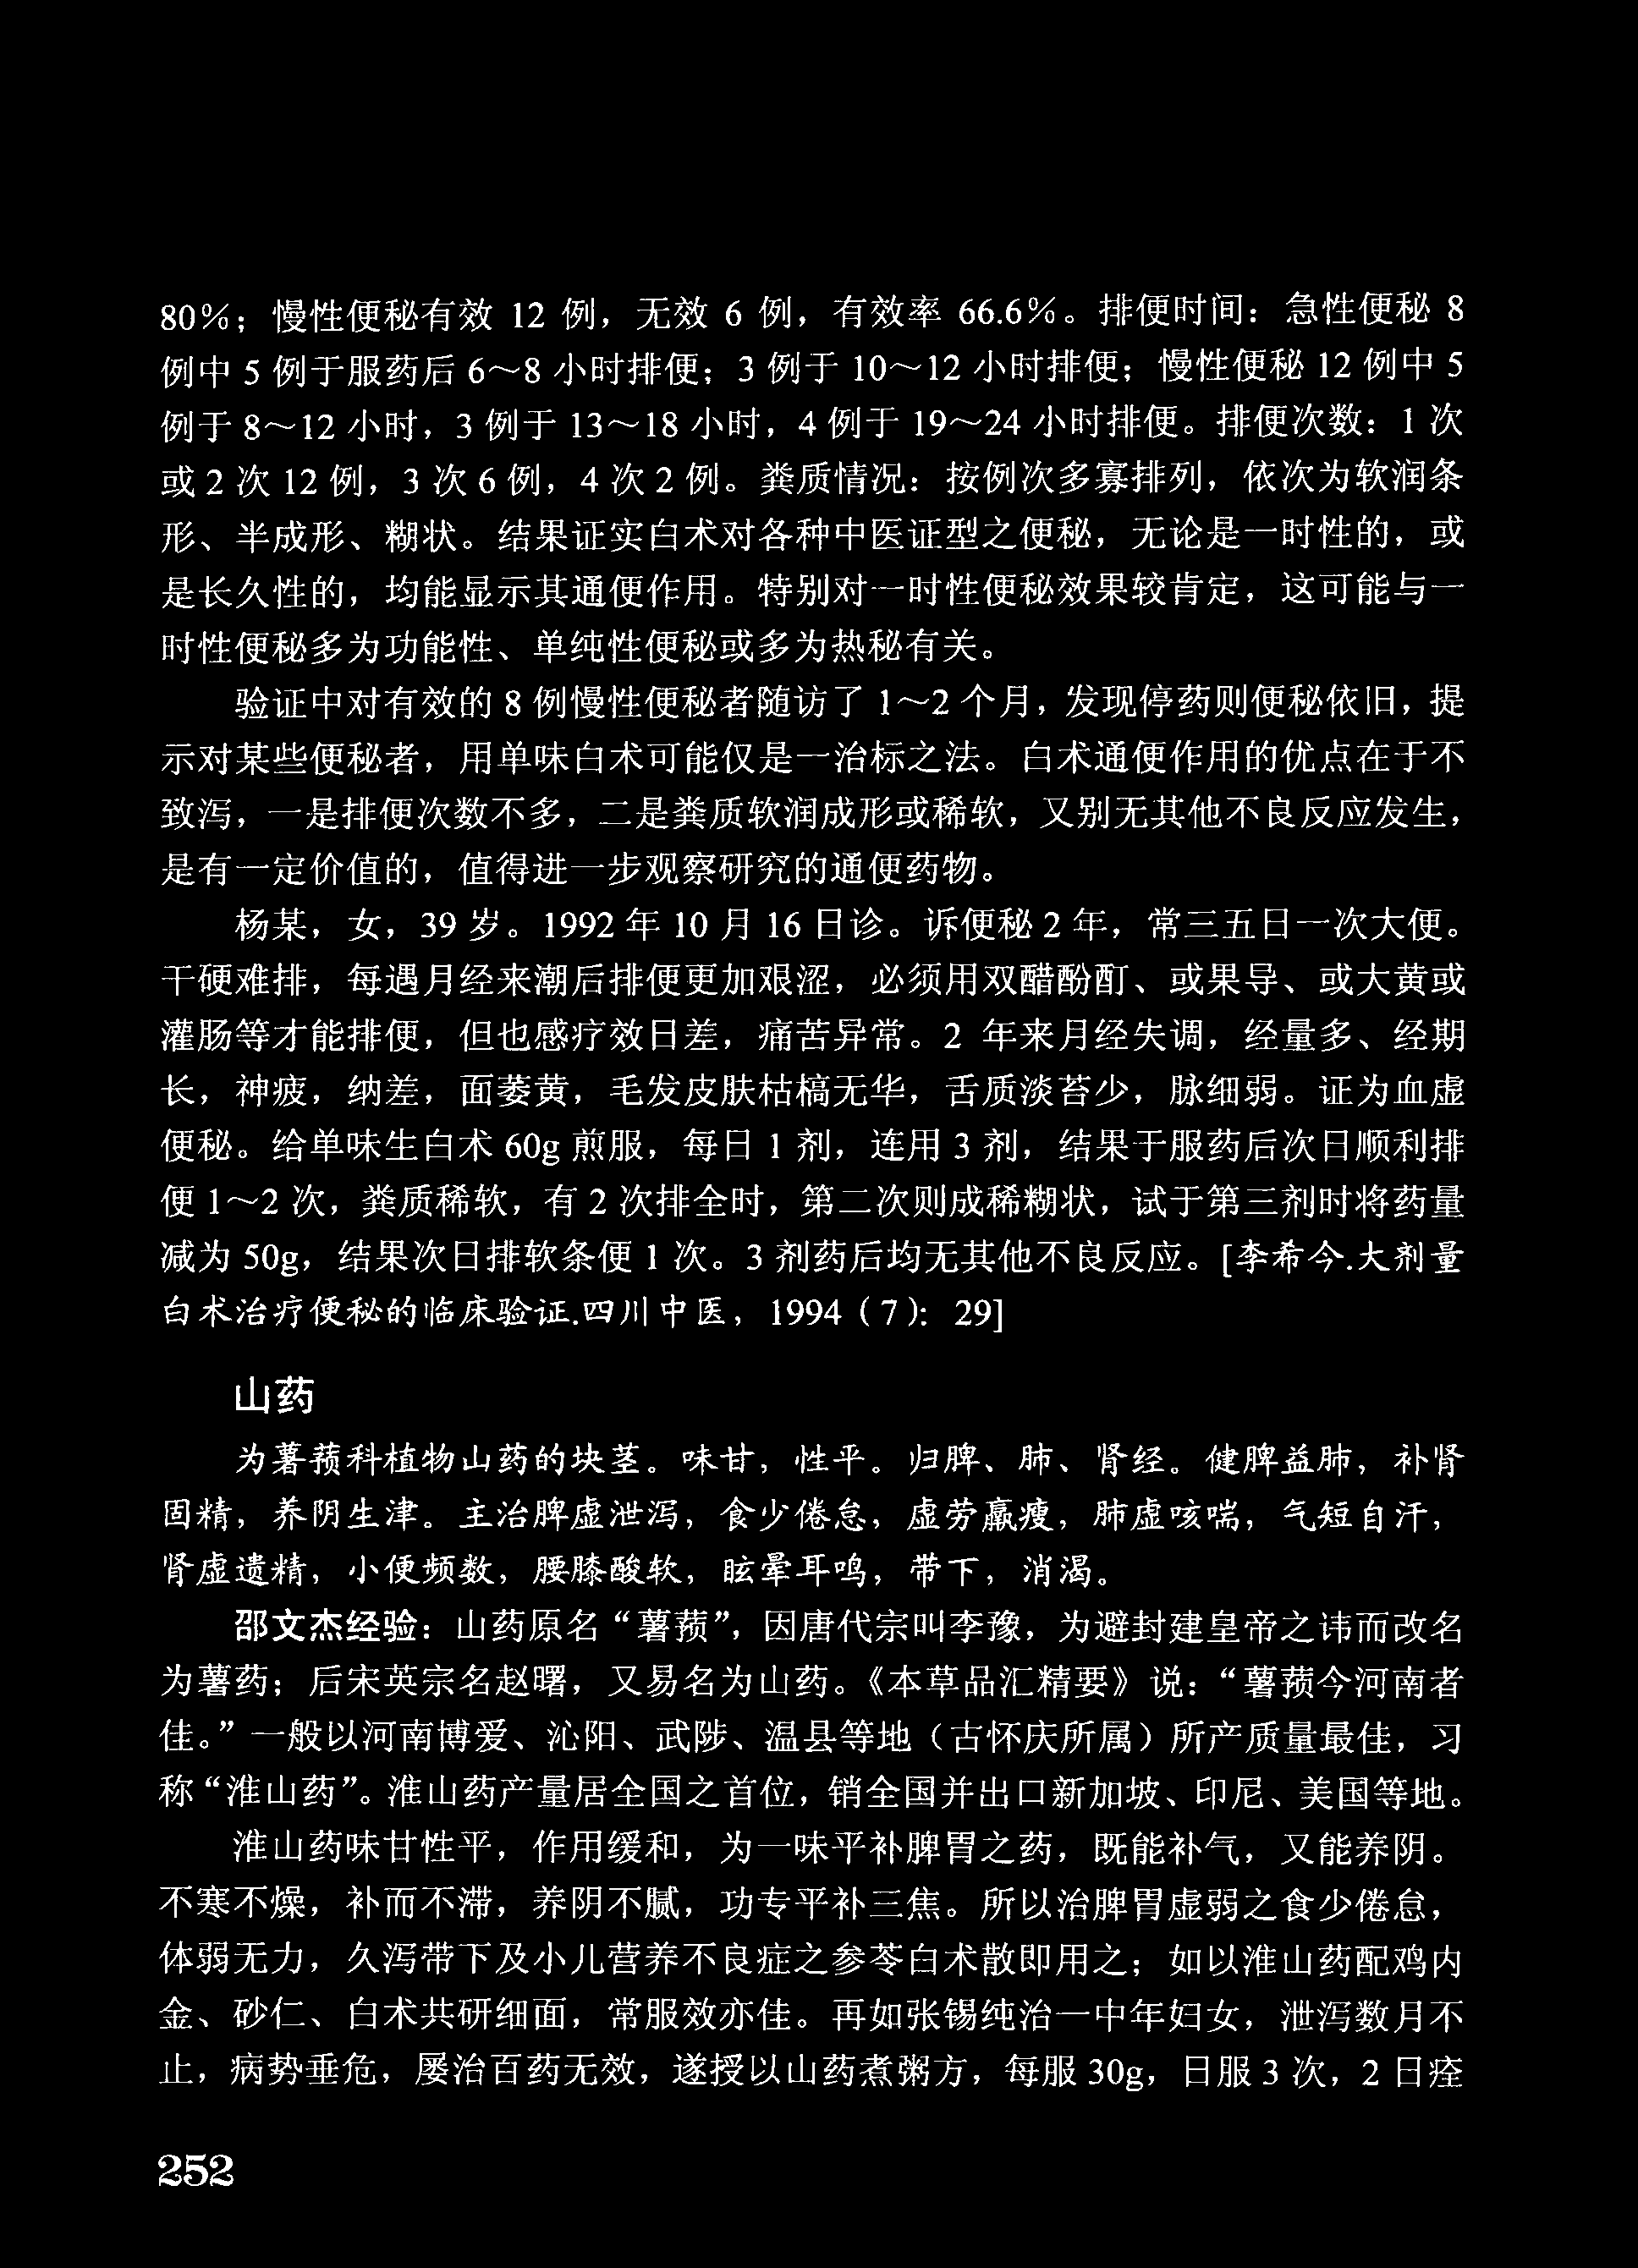 80%；慢性便秘有效 12 例，无效 6 例，有效率 66.6%。排便时间：急性便秘 8
例中 5 例于服药后 6～8 小时排便；3 例于 10～12 小时排便；慢性便秘 12 例中 5
例于 8～12 小时，3 例于 13～18 小时，4 例于 19～24 小时排便。排便次数：1 次
或 2 次 12 例，3 次 6 例，4 次 2 例。粪质情况：按例次多寡排列，依次为软润条
形、半成形、糊状。结果证实白术对各种中医证型之便秘，无论是一时性的，或
是长久性的，均能显示其通便作用。特别对一时性便秘效果较肯定，这可能与一
时性便秘多为功能性、单纯性便秘或多为热秘有关。
验证中对有效的 8 例慢性便秘者随访了 1～2 个月，发现停药则便秘依旧，提
示对某些便秘者，用单味白术可能仅是一治标之法。白术通便作用的优点在于不
致泻，一是排便次数不多，二是粪质软润成形或稀软，又别无其他不良反应发生，
是有一定价值的，值得进一步观察研究的通便药物。
杨某，女，39 岁。1992 年 10 月 16 日诊。诉便秘 2 年，常三五日一次大便。
干硬难排，每遇月经来潮后排便更加艰涩，必须用双醋酚酊、或果导、或大黄或
灌肠等才能排便，但也感疗效日差，痛苦异常。2 年来月经失调，经量多、经期
长，神疲，纳差，面萎黄，毛发皮肤枯槁无华，舌质淡苔少，脉细弱。证为血虚
便秘。给单味生白术 60g 煎服，每日 1 剂，连用 3 剂，结果于服药后次日顺利排
便 1～2 次，粪质稀软，有 2 次排全时，第二次则成稀糊状，试于第三剂时将药量
减为 50g，结果次日排软条便 1 次。3 剂药后均无其他不良反应。[李希今.大剂量
白术治疗便秘的临床验证.四川中医，1994（7）：29]
山药
为薯蓣科植物山药的块茎。味甘，性平。归脾、肺、肾经。健脾益肺，补肾
固精，养阴生津。主治脾虚泄泻，食少倦怠，虚劳羸瘦，肺虚咳喘，气短自汗，
肾虚遗精，小便频数，腰膝酸软，眩晕耳鸣，带下，消渴。
邵文杰经验：山药原名“薯蓣”，因唐代宗叫李豫，为避封建皇帝之讳而改名
为薯药；后宋英宗名赵曙，又易名为山药。《本草品汇精要》说：“薯蓣今河南者
佳。”一般以河南博爱、沁阳、武陟、温县等地（古怀庆所属）所产质量最佳，习
称“淮山药”。淮山药产量居全国之首位，销全国并出口新加坡、印尼、美国等地。
淮山药味甘性平，作用缓和，为一味平补脾胃之药，既能补气，又能养阴。
不寒不燥，补而不滞，养阴不腻，功专平补三焦。所以治脾胃虚弱之食少倦怠，
体弱无力，久泻带下及小儿营养不良症之参苓白术散即用之；如以淮山药配鸡内
金、砂仁、白术共研细面，常服效亦佳。再如张锡纯治一中年妇女，泄泻数月不
止，病势垂危，屡治百药无效，遂授以山药煮粥方，每服 30g，日服 3 次，2 日痊
252